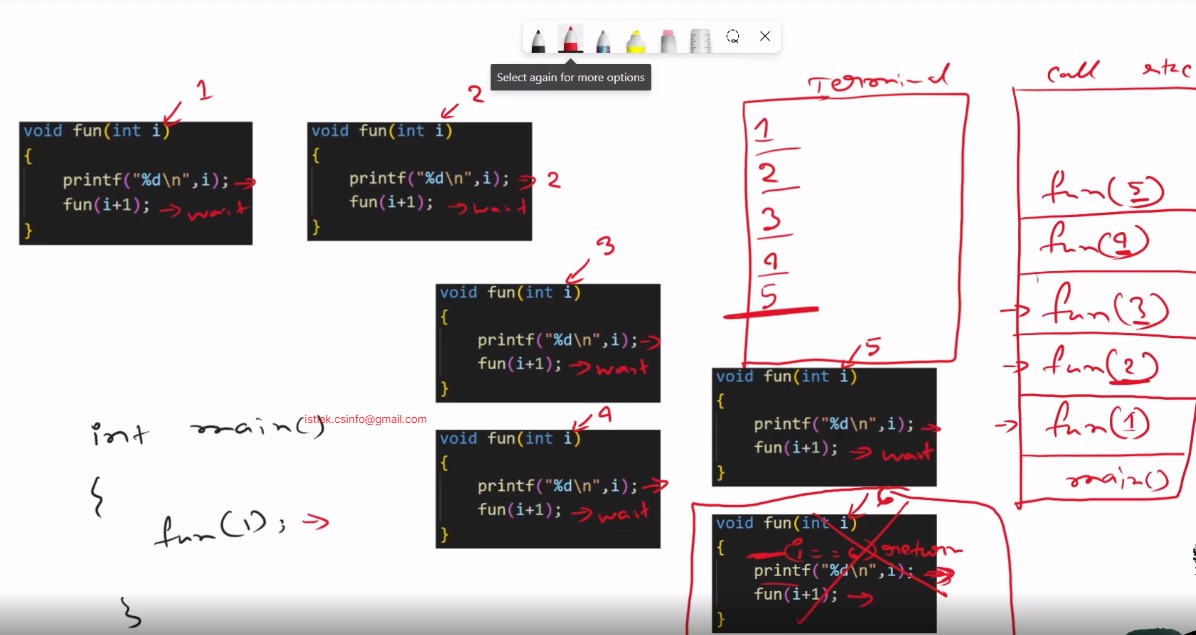 Select again for more options
1
void fun(int i)
{
printf("%d\n",i);
fun(i+1); → wait
}
2
void fun(int i)
{
printf("%d\n",i); → 2
fun(i+1); → wait
}
3
void fun(int i)
{
printf("%d\n",i); →
fun(i+1); → wait
}
4
void fun(int i)
{
printf("%d\n",i); →
fun(i+1); → wait
}
Terminal
1
2
3
4
5
5
void fun(int i)
{
printf("%d\n",i); →
fun(i+1); → wait
}
6
void fun(int i)
{
(i == 6) return
printf("%d\n",i); →
fun(i+1); →
}
call stac
fun(5)
fun(4)
→ fun(3)
→ fun(2)
→ fun(1)
main()
int main()
istiak.csinfo@gmail.com
{
fun(1); →
}